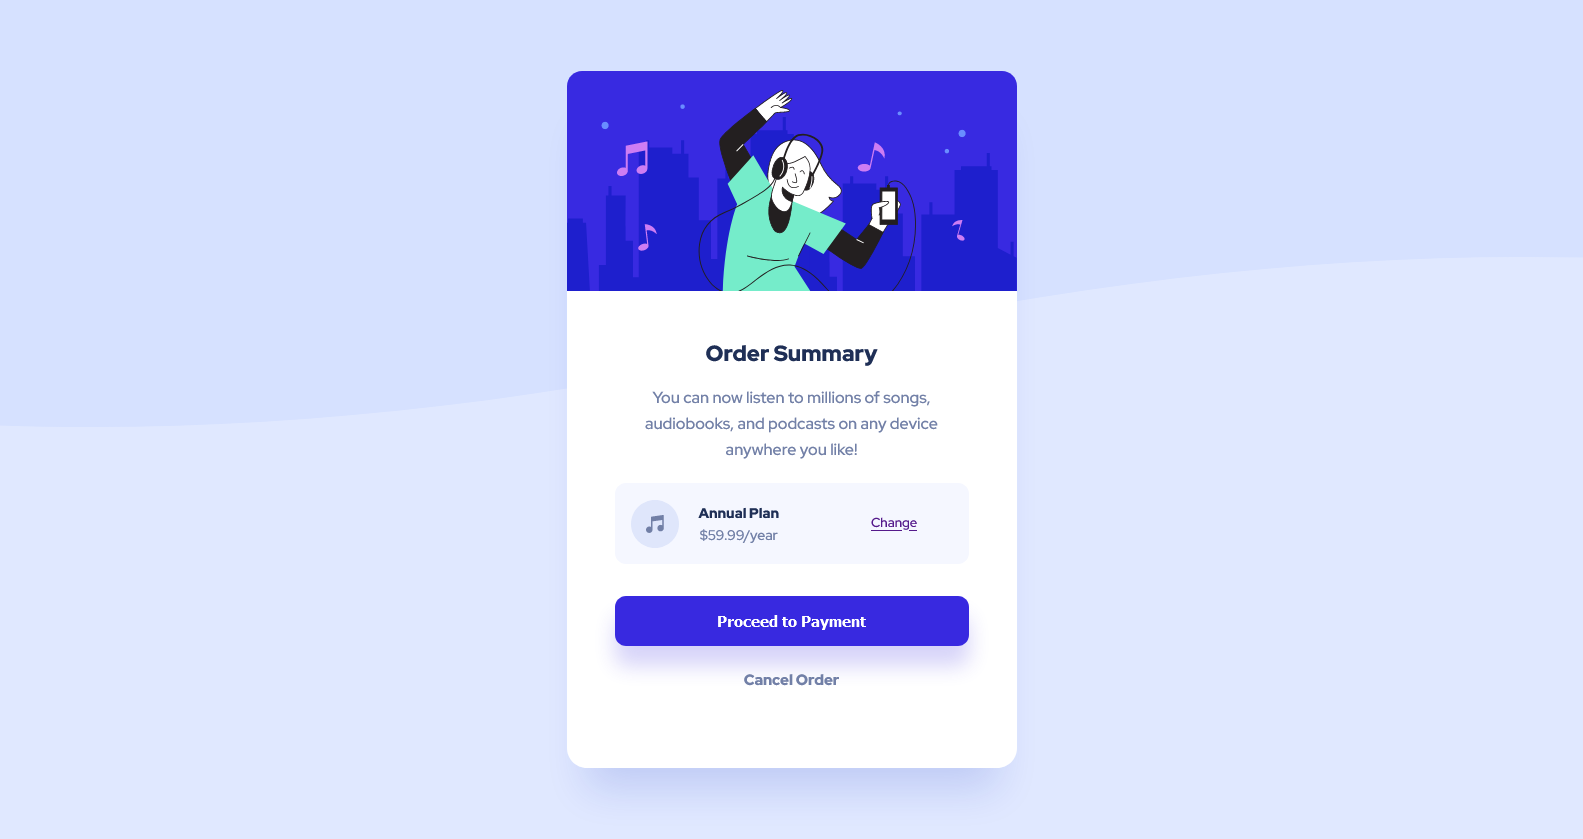 Order Summary
You can now listen to millions of songs,
audiobooks, and podcasts on any device
anywhere you like!
Annual Plan
Change
$59.99/year
Proceed to Payment
Cancel Order